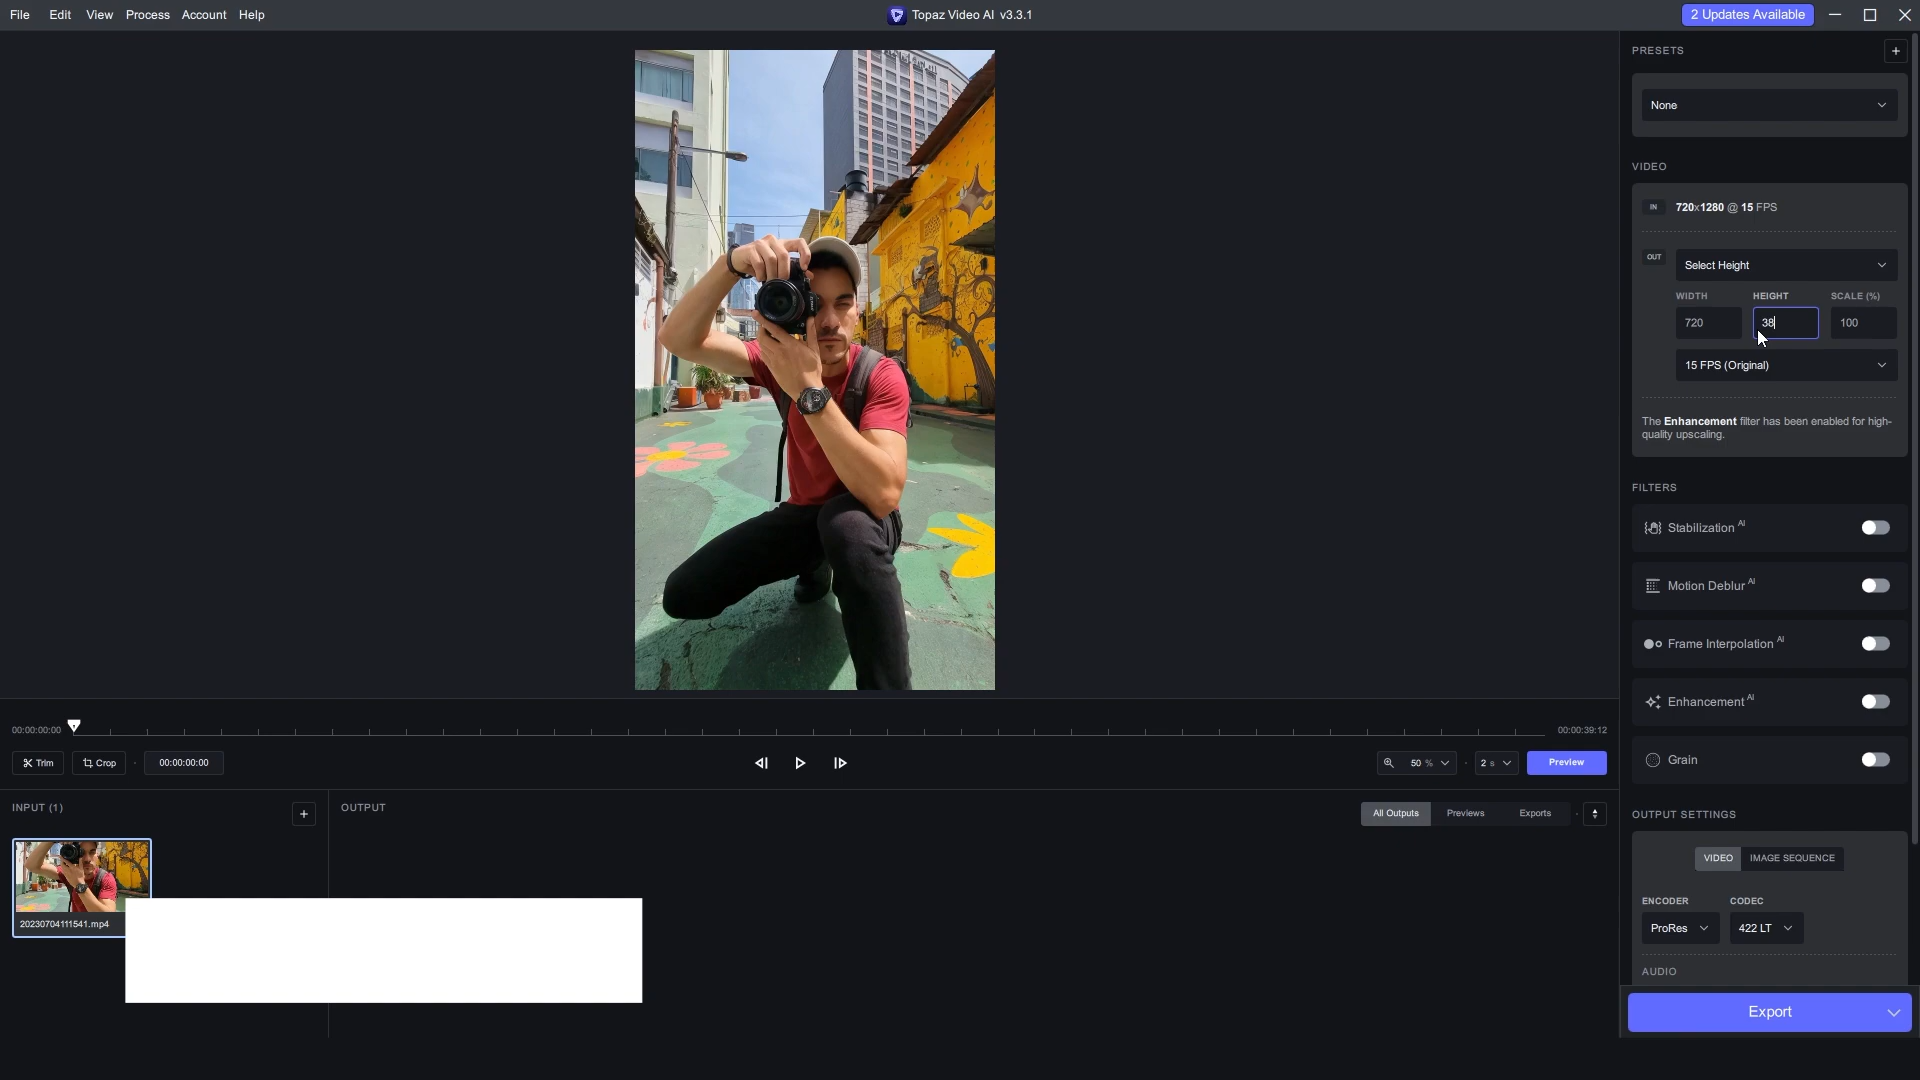 File Edit View Process Account Help
Topaz Video AI v3.3.1
2 Updates Available
PRESETS
None
VIDEO
IN 720x1280 @ 15 FPS
OUT Select Height
WIDTH HEIGHT SCALE (%)
720 38 100
15 FPS (Original)
The Enhancement filter has been enabled for high-
quality upscaling.
FILTERS
Stabilization AI
Motion Deblur AI
Frame Interpolation AI
Enhancement AI
Grain
00:00:00:00 00:00:39:12
Trim Crop 00:00:00:00
50 % 2 s Preview
INPUT (1)
OUTPUT
All Outputs Previews Exports
20230704111541.mp4
OUTPUT SETTINGS
VIDEO IMAGE SEQUENCE
ENCODER CODEC
ProRes 422 LT
AUDIO
Export